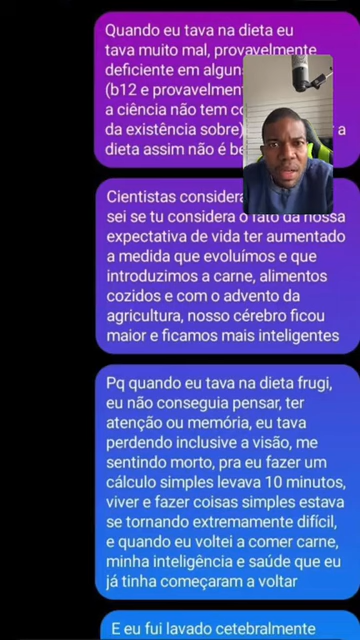 Quando eu tava na dieta eu
tava muito mal, provavelmente
deficiente em algun
(b12 e provavelmen
a ciência não tem co
da existência sobre) a
dieta assim não é be
Cientistas considera
sei se tu considera o fato da nossa
expectativa de vida ter aumentado
a medida que evoluímos e que
introduzimos a carne, alimentos
cozidos e com o advento da
agricultura, nosso cérebro ficou
maior e ficamos mais inteligentes
Pq quando eu tava na dieta frugi,
eu não conseguia pensar, ter
atenção ou memória, eu tava
perdendo inclusive a visão, me
sentindo morto, pra eu fazer um
cálculo simples levava 10 minutos,
viver e fazer coisas simples estava
se tornando extremamente difícil,
e quando eu voltei a comer carne,
minha inteligência e saúde que eu
já tinha começaram a voltar
E eu fui lavado cetebralmente